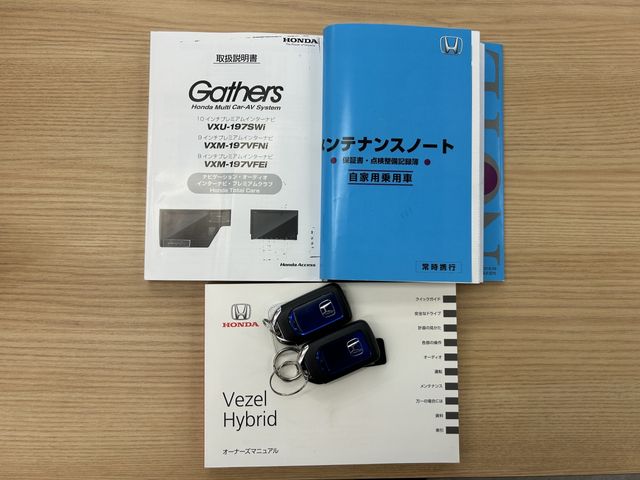 HONDA
取扱説明書
Gathers
Honda Multi Car-AV System
10インチプレミアムインターナビ
VXU-197SWi
9インチプレミアムインターナビ
VXM-197VFNi
8インチプレミアムインターナビ
VXM-197VFEi
ナビゲーション・オーディオ
インターナビ・プレミアムクラブ
Honda Total Care
Honda Access
ンテナンスノート
保証書・点検整備記録簿
自家用乗用車
常時携行
HONDA
Vezel
Hybrid
オーナーズマニュアル
クイックガイド
安全なドライブ
計器の見かた
各部の操作
オーディオ
運転
メンテナンス
万一の場合には
資料
索引